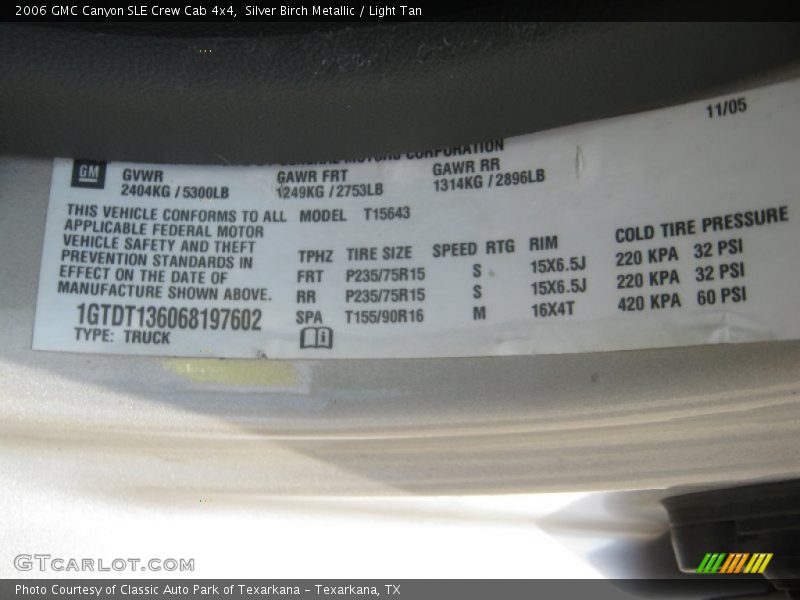 2006 GMC Canyon SLE Crew Cab 4x4, Silver Birch Metallic / Light Tan
11/05
GENERAL MOTORS CORPORATION
GM GVWR GAWR FRT GAWR RR
2404KG / 5300LB 1249KG / 2753LB 1314KG / 2896LB
THIS VEHICLE CONFORMS TO ALL MODEL T15643
APPLICABLE FEDERAL MOTOR
VEHICLE SAFETY AND THEFT
PREVENTION STANDARDS IN
EFFECT ON THE DATE OF
MANUFACTURE SHOWN ABOVE.
1GTDT136068197602
TYPE: TRUCK
TPHZ TIRE SIZE SPEED RTG RIM COLD TIRE PRESSURE
FRT P235/75R15 S 15X6.5J 220 KPA 32 PSI
RR P235/75R15 S 15X6.5J 220 KPA 32 PSI
SPA T155/90R16 M 16X4T 420 KPA 60 PSI
GTCARLOT.COM
Photo Courtesy of Classic Auto Park of Texarkana - Texarkana, TX